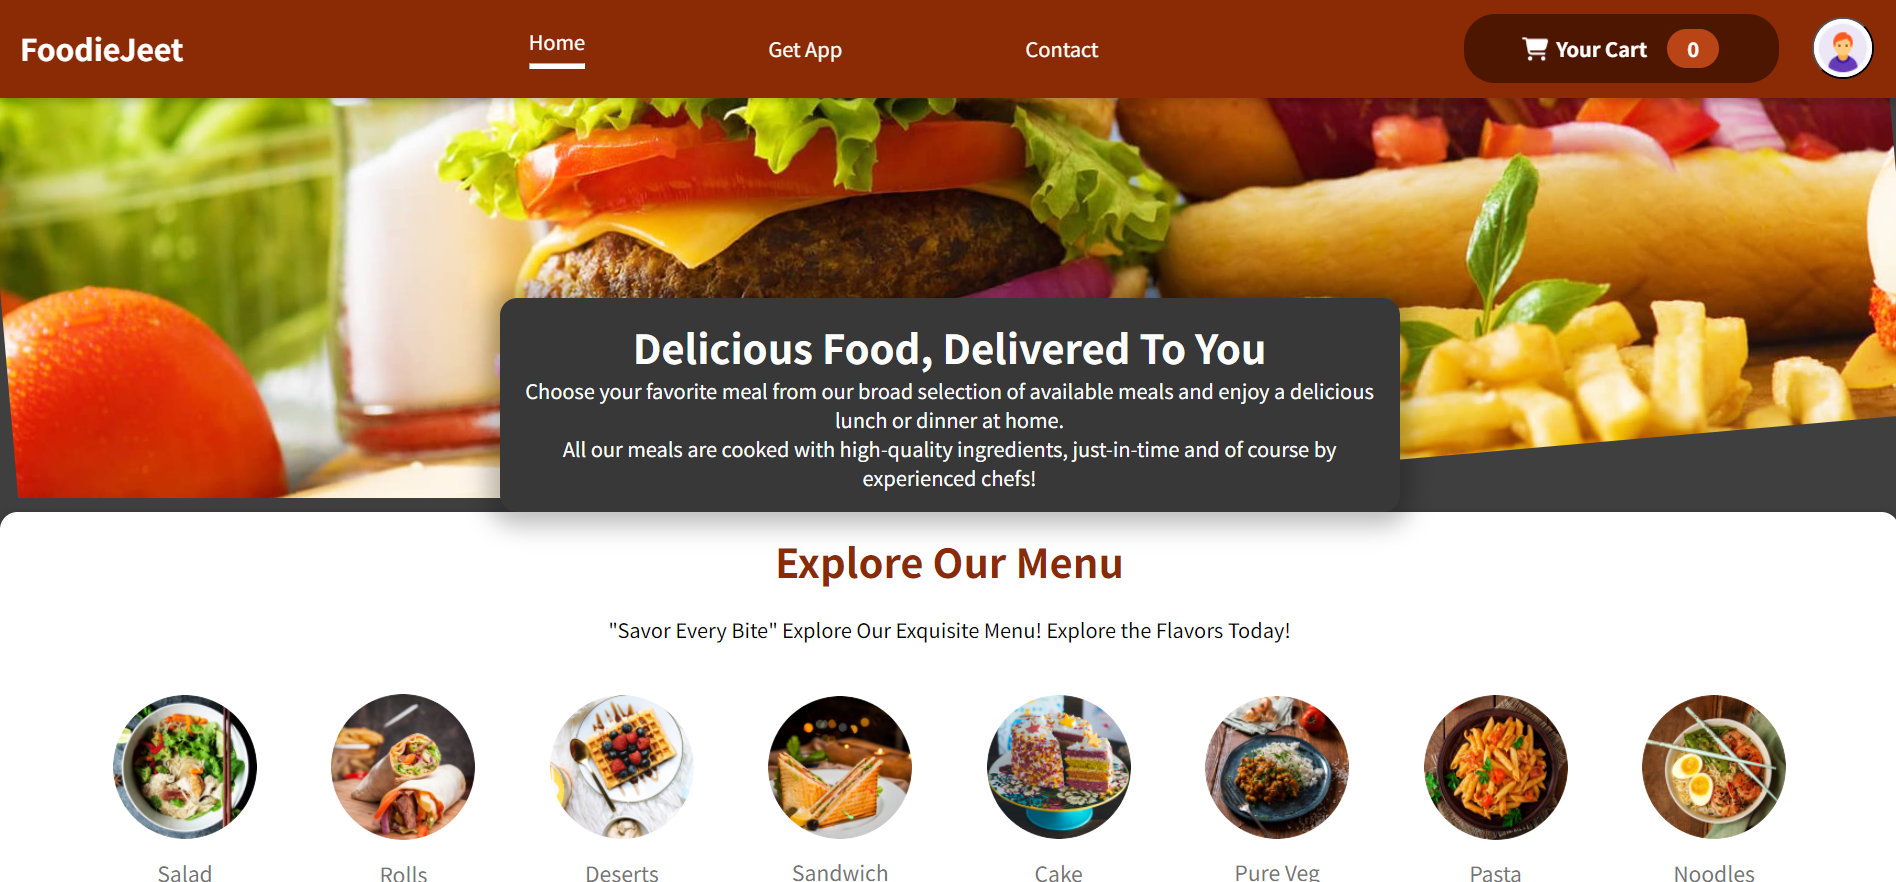 FoodieJeet
Home
Get App
Contact
Your Cart
0
Delicious Food, Delivered To You
Choose your favorite meal from our broad selection of available meals and enjoy a delicious
lunch or dinner at home.
All our meals are cooked with high-quality ingredients, just-in-time and of course by
experienced chefs!
Explore Our Menu
"Savor Every Bite" Explore Our Exquisite Menu! Explore the Flavors Today!
Salad
Rolls
Deserts
Sandwich
Cake
Pure Veg
Pasta
Noodles